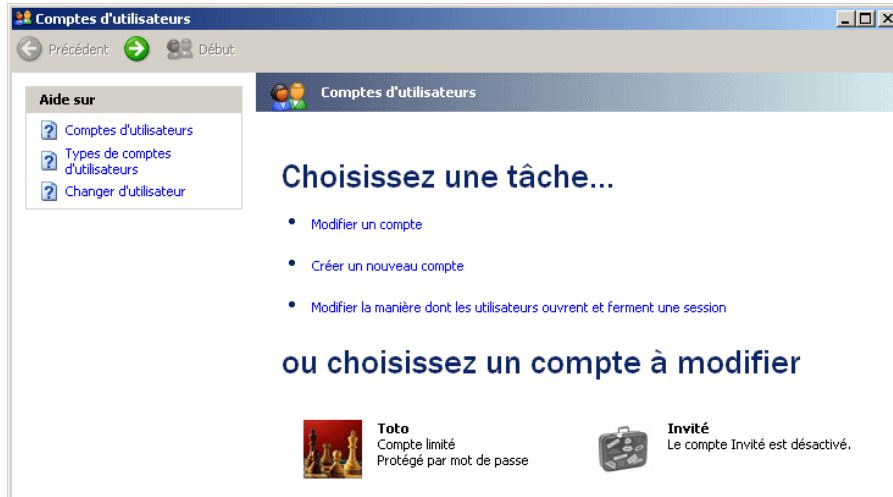 Comptes d'utilisateurs
Précédent
Début
Aide sur
Comptes d'utilisateurs
Types de comptes
d'utilisateurs
Changer d'utilisateur
Comptes d'utilisateurs
Choisissez une tâche...
Modifier un compte
Créer un nouveau compte
Modifier la manière dont les utilisateurs ouvrent et ferment une session
ou choisissez un compte à modifier
Toto
Compte limité
Protégé par mot de passe
Invité
Le compte Invité est désactivé.